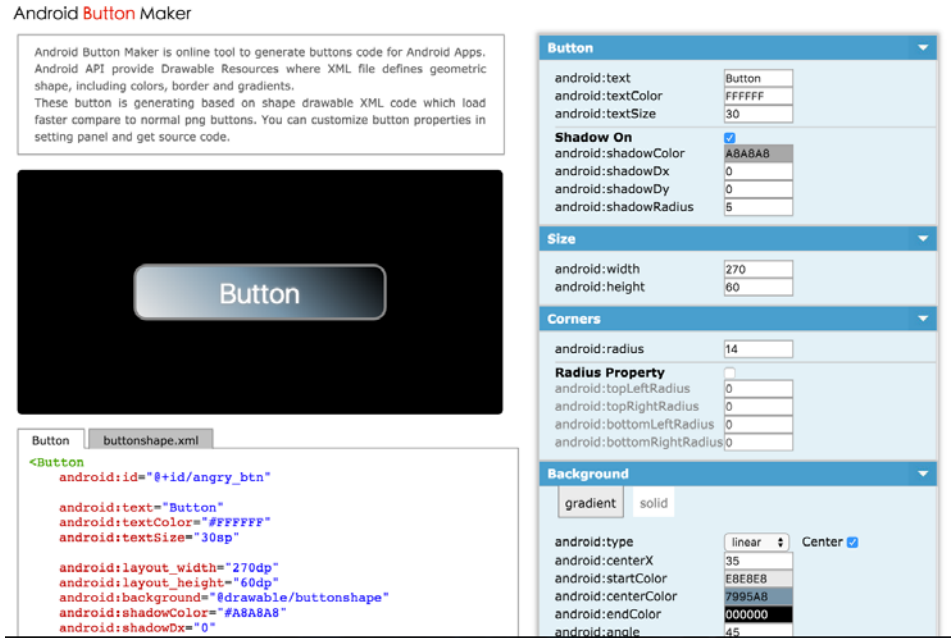 Android Button Maker
Android Button Maker is online tool to generate buttons code for Android Apps.
Android API provide Drawable Resources where XML file defines geometric
shape, including colors, border and gradients.
These button is generating based on shape drawable XML code which load
faster compare to normal png buttons. You can customize button properties in
setting panel and get source code.
Button
Button
buttonshape.xml
<Button
android:id="@+id/angry_btn"
android:text="Button"
android:textColor="#FFFFFF"
android:textSize="30sp"
android:layout_width="270dp"
android:layout_height="60dp"
android:background="@drawable/buttonshape"
android:shadowColor="#A8A8A8"
android:shadowDx="0"
Button
android:text Button
android:textColor FFFFFF
android:textSize 30
Shadow On
android:shadowColor A8A8A8
android:shadowDx 0
android:shadowDy 0
android:shadowRadius 5
Size
android:width 270
android:height 60
Corners
android:radius 14
Radius Property
android:topLeftRadius 0
android:topRightRadius 0
android:bottomLeftRadius 0
android:bottomRightRadius 0
Background
gradient solid
android:type linear Center
android:centerX 35
android:startColor E8E8E8
android:centerColor 7995A8
android:endColor 000000
android:angle 45